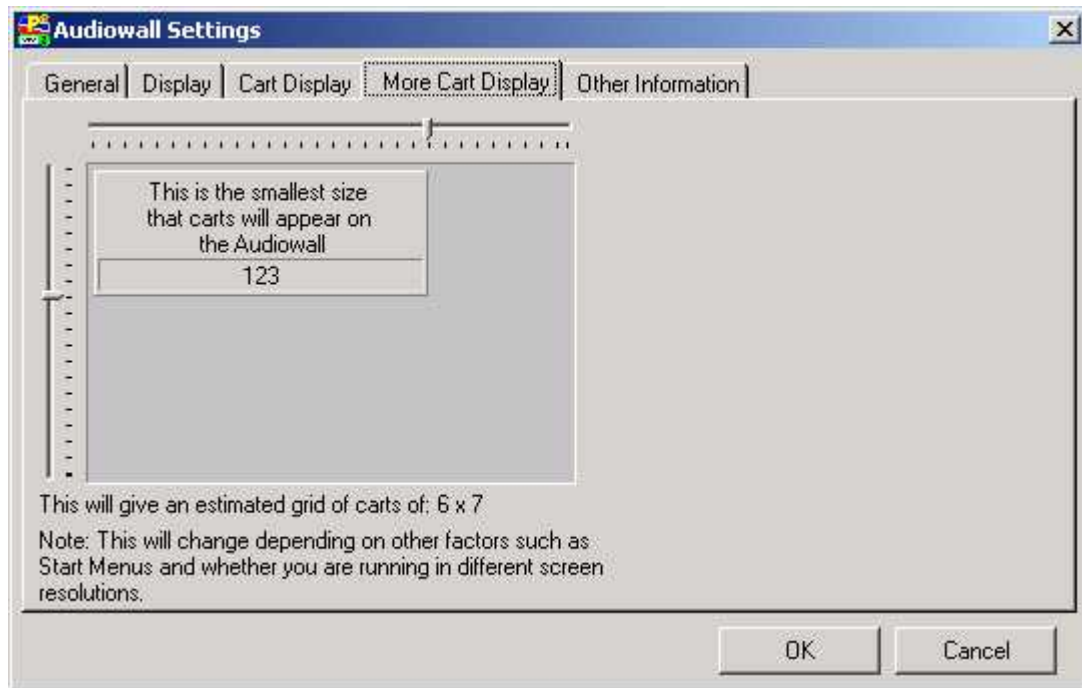 Audiowall Settings
General Display Cart Display More Cart Display Other Information
This is the smallest size
that carts will appear on
the Audiowall
123
This will give an estimated grid of carts of: 6 x 7
Note: This will change depending on other factors such as
Start Menus and whether you are running in different screen
resolutions.
OK Cancel